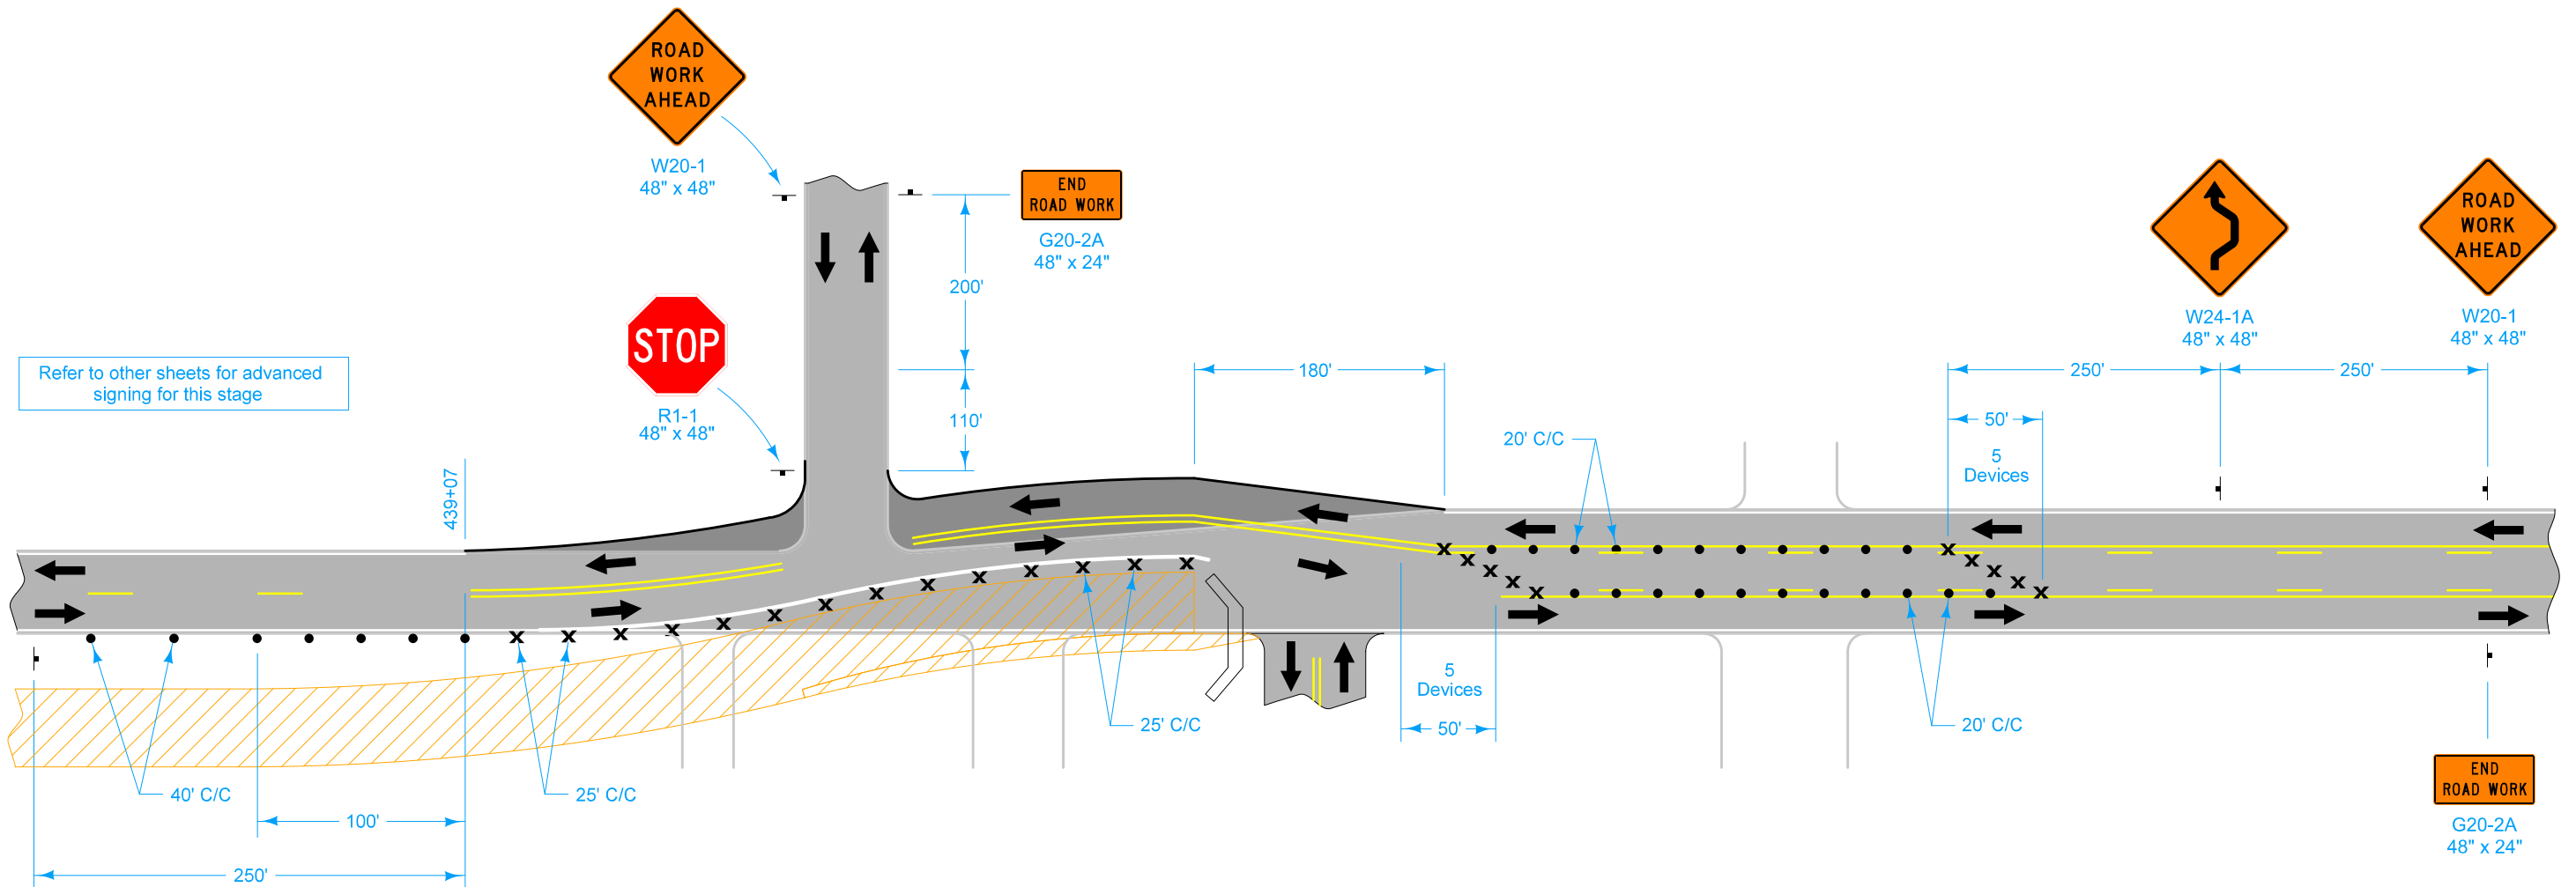 ROAD
WORK
AHEAD
W20-1
48" x 48"
END
ROAD WORK
G20-2A
48" x 24"
200'
STOP
R1-1
48" x 48"
110'
Refer to other sheets for advanced
signing for this stage
439+07
180'
20' C/C
W24-1A
48" x 48"
ROAD
WORK
AHEAD
W20-1
48" x 48"
250'
250'
50'
5
Devices
40' C/C
25' C/C
100'
250'
25' C/C
5
Devices
50'
20' C/C
END
ROAD WORK
G20-2A
48" x 24"